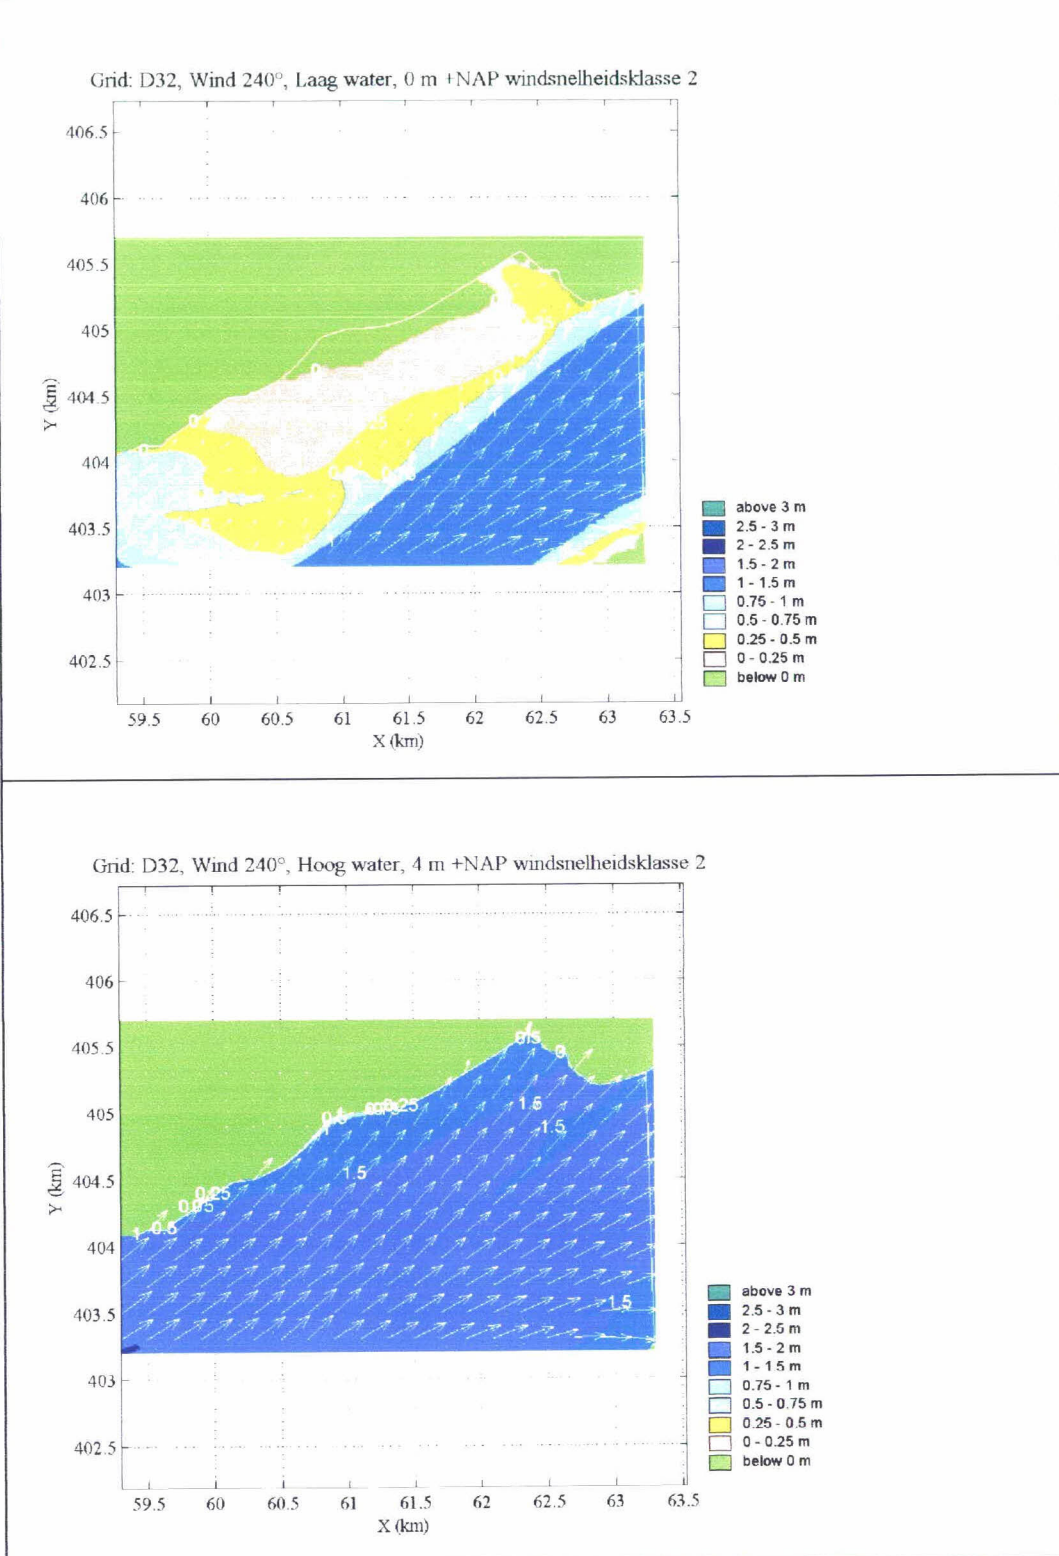 Grid: D32, Wind 240°, Laag water, 0 m +NAP windsnelheidsklasse 2
406.5
406
405.5
405
404.5
404
403.5
403
402.5
Y (km)
59.5 60 60.5 61 61.5 62 62.5 63 63.5
X (km)
above 3 m
2.5 - 3 m
2 - 2.5 m
1.5 - 2 m
1 - 1.5 m
0.75 - 1 m
0.5 - 0.75 m
0.25 - 0.5 m
0 - 0.25 m
below 0 m
Grid: D32, Wind 240°, Hoog water, 4 m +NAP windsnelheidsklasse 2
406.5
406
405.5
405
404.5
404
403.5
403
402.5
Y (km)
0
1.5
1.5
1.5
0.25
1 0.5
1.5
59.5 60 60.5 61 61.5 62 62.5 63 63.5
X (km)
above 3 m
2.5 - 3 m
2 - 2.5 m
1.5 - 2 m
1 - 1.5 m
0.75 - 1 m
0.5 - 0.75 m
0.25 - 0.5 m
0 - 0.25 m
below 0 m